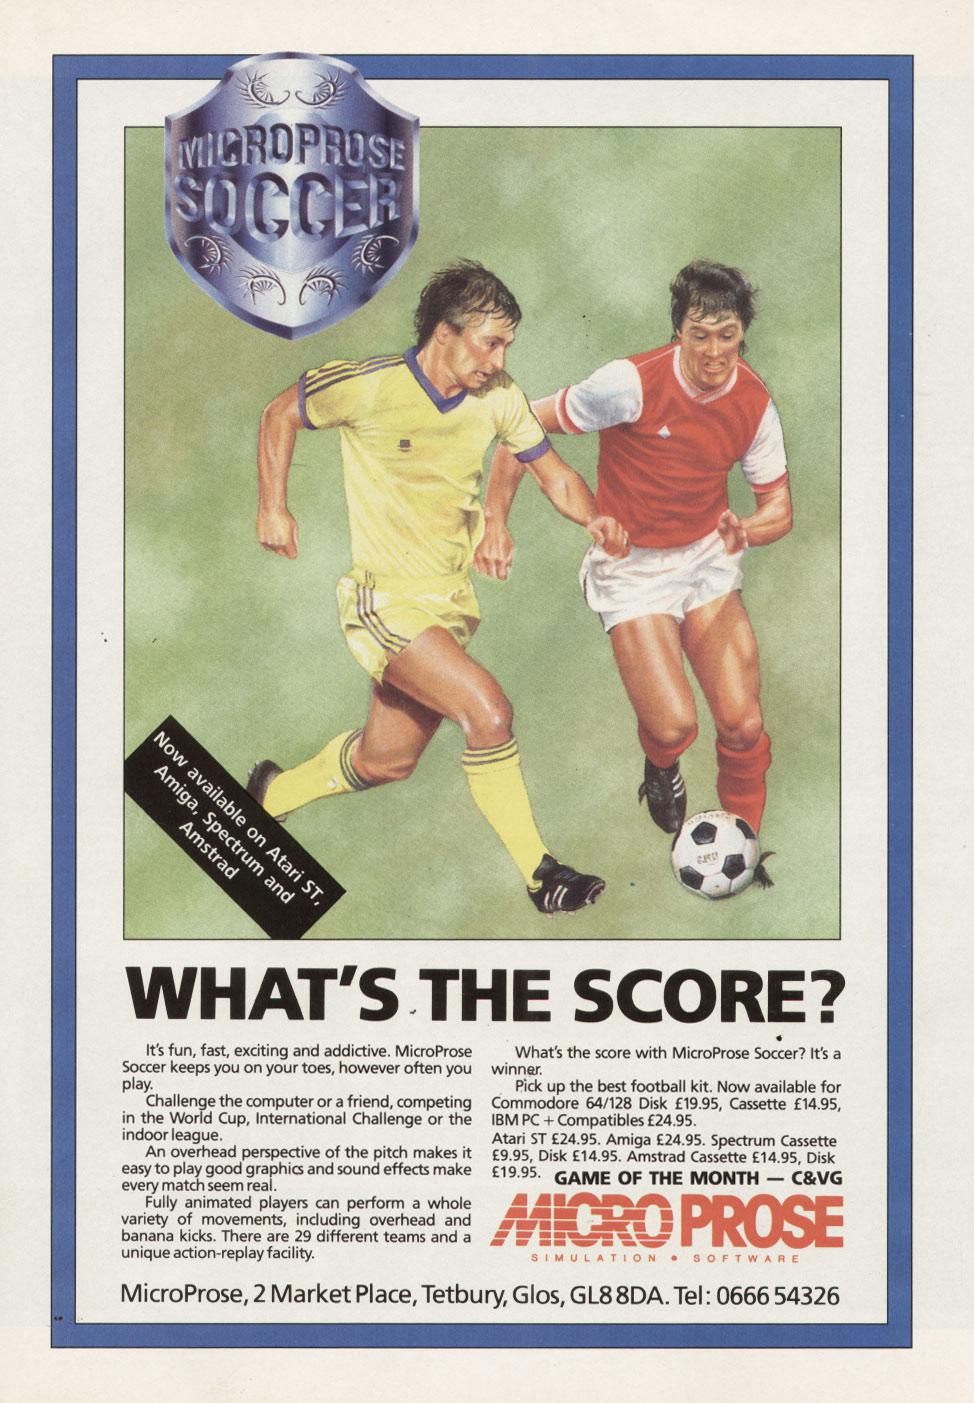 MICROPROSE
SOCCER
Now available on Atari ST,
Amiga, Spectrum and
Amstrad
WHAT'S THE SCORE?
It's fun, fast, exciting and addictive. MicroProse
Soccer keeps you on your toes, however often you
play.
Challenge the computer or a friend, competing
in the World Cup, International Challenge or the
indoor league.
An overhead perspective of the pitch makes it
easy to play good graphics and sound effects make
every match seem real.
Fully animated players can perform a whole
variety of movements, including overhead and
banana kicks. There are 29 different teams and a
unique action-replay facility.
What's the score with MicroProse Soccer? It's a
winner.
Pick up the best football kit. Now available for
Commodore 64/128 Disk £19.95, Cassette £14.95,
IBM PC + Compatibles £24.95.
Atari ST £24.95. Amiga £24.95. Spectrum Cassette
£9.95, Disk £14.95. Amstrad Cassette £14.95, Disk
£19.95. GAME OF THE MONTH — C&VG
MICRO PROSE
SIMULATION • SOFTWARE
MicroProse, 2 Market Place, Tetbury, Glos, GL8 8DA. Tel: 0666 54326